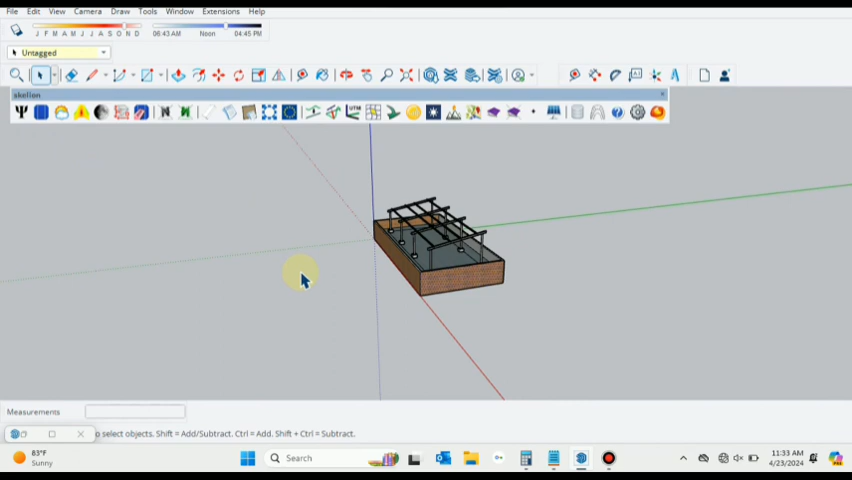 File Edit View Camera Draw Tools Window Extensions Help
J F M A M J J A S O N D 06:43 AM Noon 04:45 PM
Untagged
skelion
UTM
Measurements
to select objects. Shift = Add/Subtract. Ctrl = Add. Shift + Ctrl = Subtract.
83°F
Sunny
Search
11:33 AM
4/23/2024